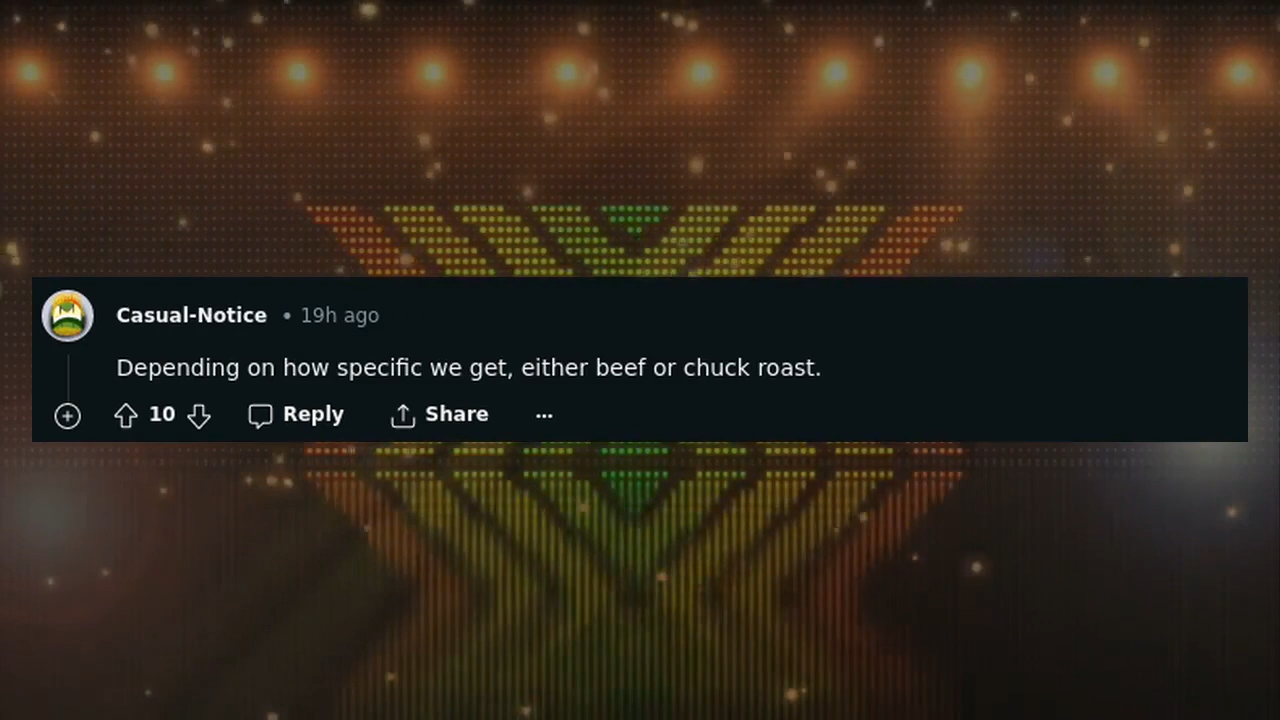 Casual-Notice • 19h ago
Depending on how specific we get, either beef or chuck roast.
10 Reply Share ...